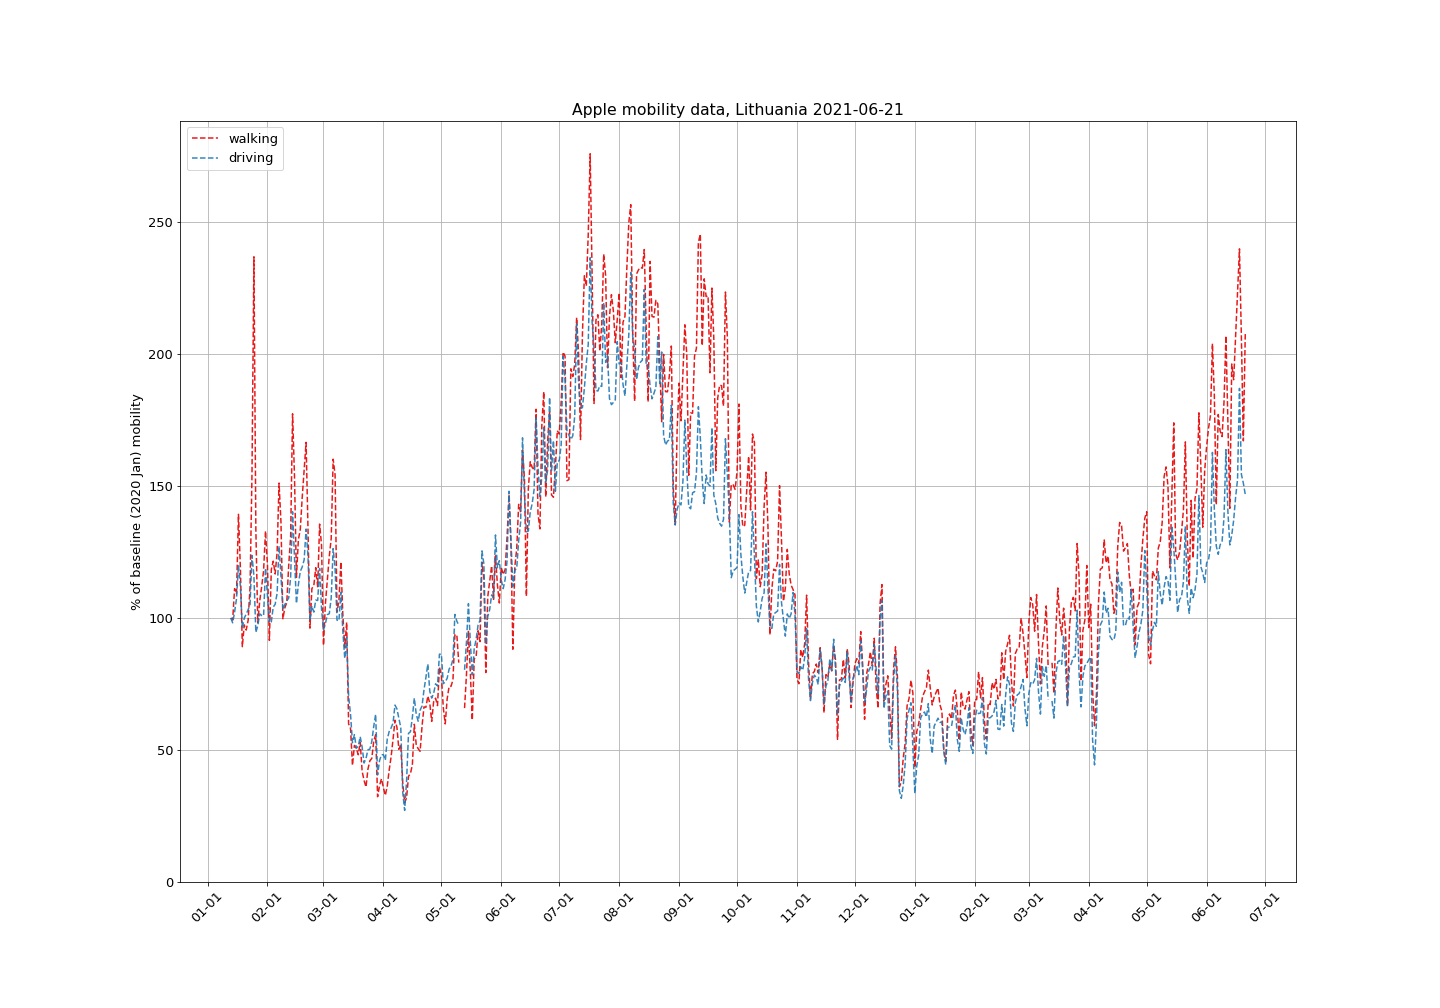 Apple mobility data, Lithuania 2021-06-21
walking
driving
% of baseline (2020 Jan) mobility
250
200
150
100
50
0
01-01 02-01 03-01 04-01 05-01 06-01 07-01 08-01 09-01 10-01 11-01 12-01 01-01 02-01 03-01 04-01 05-01 06-01 07-01